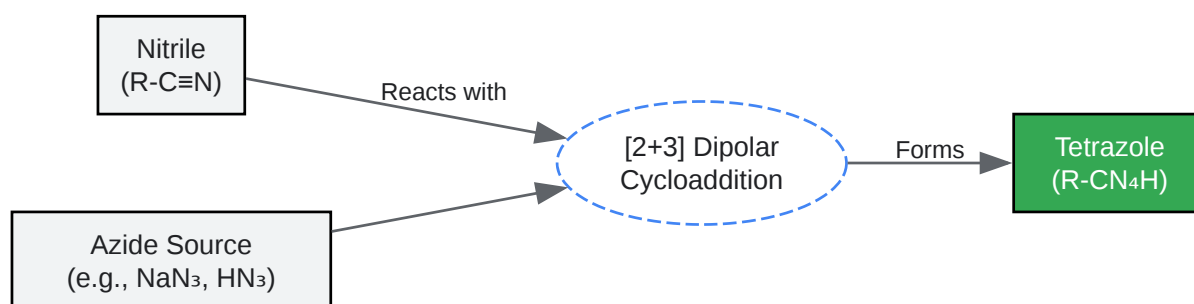 Nitrile
(R-C≡N)
Reacts with
[2+3] Dipolar
Cycloaddition
Forms
Tetrazole
(R-CN₄H)
Azide Source
(e.g., NaN₃, HN₃)